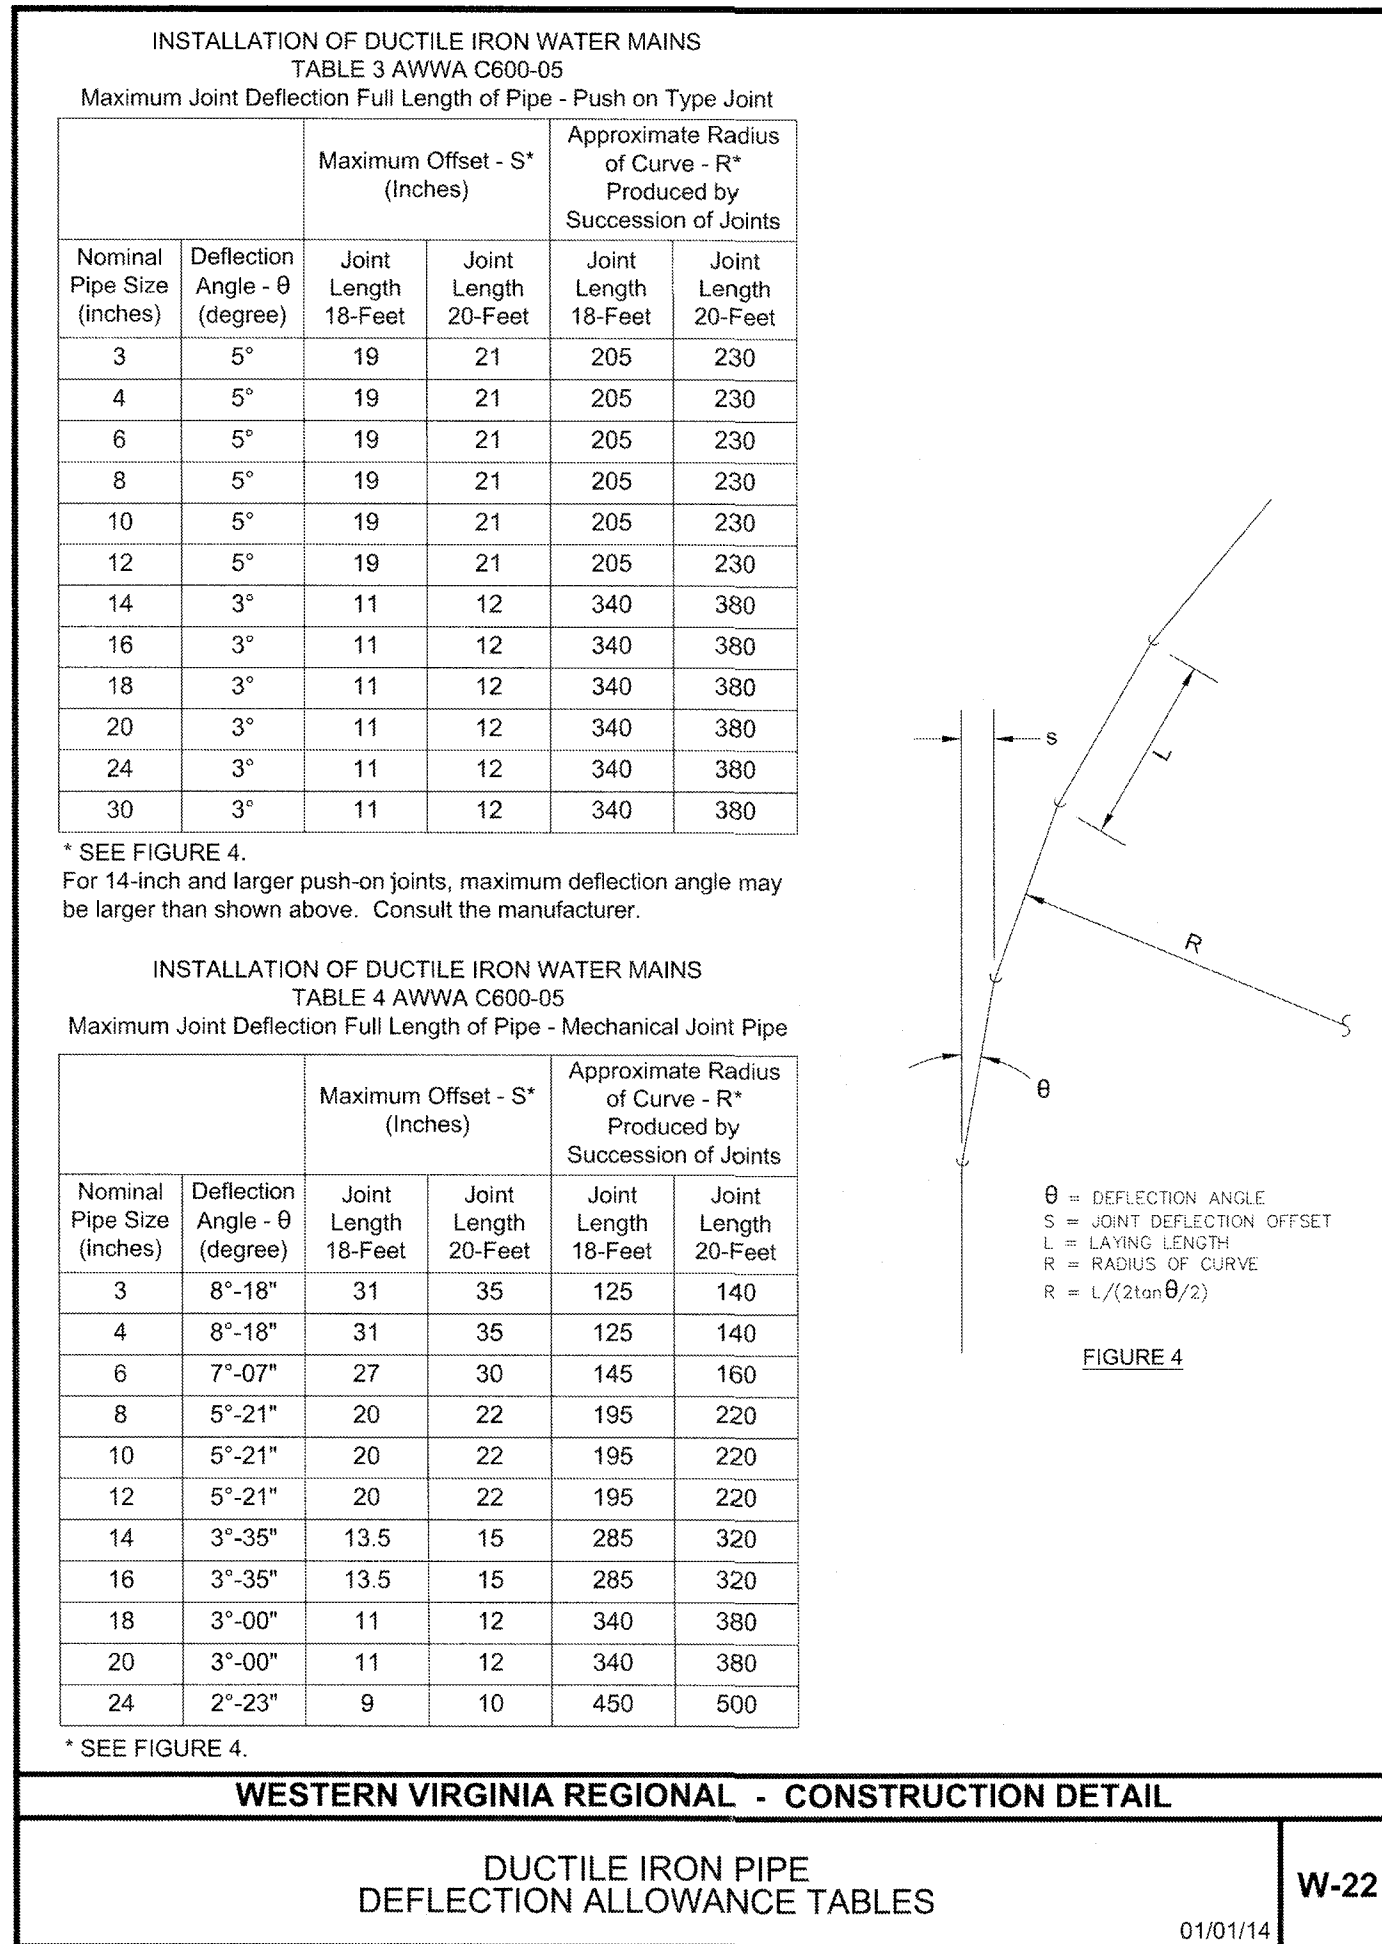 INSTALLATION OF DUCTILE IRON WATER MAINS
TABLE 3 AWWA C600-05
Maximum Joint Deflection Full Length of Pipe - Push on Type Joint
Maximum Offset - S*
(Inches)
Approximate Radius
of Curve - R*
Produced by
Succession of Joints
Nominal Pipe Size (inches) Deflection Angle - θ (degree) Joint Length 18-Feet Joint Length 20-Feet Joint Length 18-Feet Joint Length 20-Feet
3 5° 19 21 205 230
4 5° 19 21 205 230
6 5° 19 21 205 230
8 5° 19 21 205 230
10 5° 19 21 205 230
12 5° 19 21 205 230
14 3° 11 12 340 380
16 3° 11 12 340 380
18 3° 11 12 340 380
20 3° 11 12 340 380
24 3° 11 12 340 380
30 3° 11 12 340 380
* SEE FIGURE 4.
For 14-inch and larger push-on joints, maximum deflection angle may
be larger than shown above. Consult the manufacturer.
INSTALLATION OF DUCTILE IRON WATER MAINS
TABLE 4 AWWA C600-05
Maximum Joint Deflection Full Length of Pipe - Mechanical Joint Pipe
Maximum Offset - S*
(Inches)
Approximate Radius
of Curve - R*
Produced by
Succession of Joints
Nominal Pipe Size (inches) Deflection Angle - θ (degree) Joint Length 18-Feet Joint Length 20-Feet Joint Length 18-Feet Joint Length 20-Feet
3 8°-18" 31 35 125 140
4 8°-18" 31 35 125 140
6 7°-07" 27 30 145 160
8 5°-21" 20 22 195 220
10 5°-21" 20 22 195 220
12 5°-21" 20 22 195 220
14 3°-35" 13.5 15 285 320
16 3°-35" 13.5 15 285 320
18 3°-00" 11 12 340 380
20 3°-00" 11 12 340 380
24 2°-23" 9 10 450 500
* SEE FIGURE 4.
s
L
R
θ
θ = DEFLECTION ANGLE
S = JOINT DEFLECTION OFFSET
L = LAYING LENGTH
R = RADIUS OF CURVE
R = L/(2tanθ/2)
FIGURE 4
WESTERN VIRGINIA REGIONAL - CONSTRUCTION DETAIL
DUCTILE IRON PIPE
DEFLECTION ALLOWANCE TABLES
W-22
01/01/14